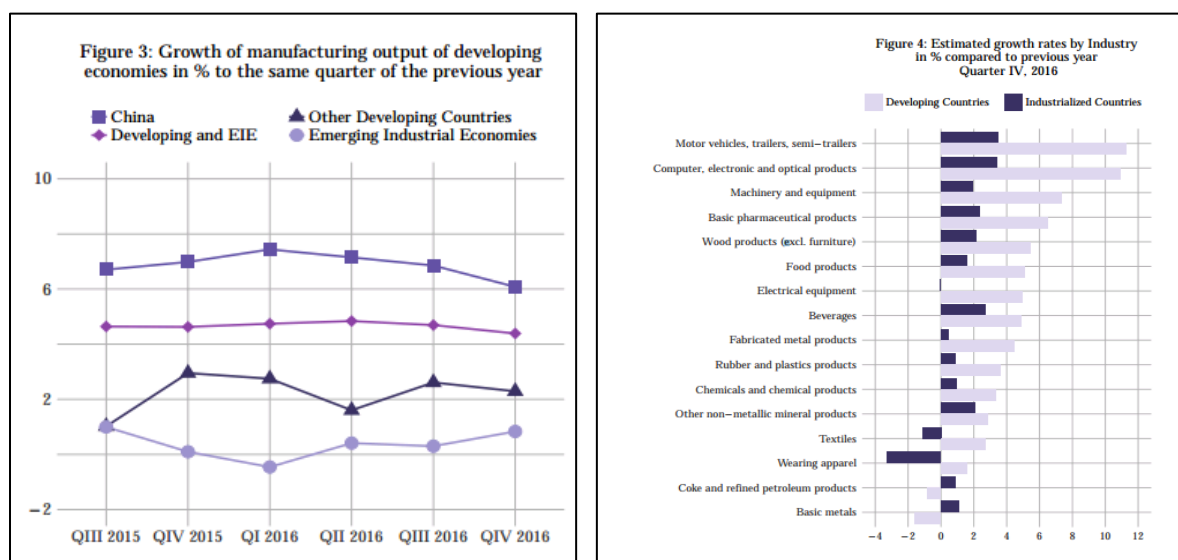 Figure 3: Growth of manufacturing output of developing
economies in % to the same quarter of the previous year
China
Other Developing Countries
Developing and EIE
Emerging Industrial Economies
10
6
2
−2
QIII 2015 QIV 2015 QI 2016 QII 2016 QIII 2016 QIV 2016
Figure 4: Estimated growth rates by Industry
in % compared to previous year
Quarter IV, 2016
Developing Countries
Industrialized Countries
Motor vehicles, trailers, semi−trailers
Computer, electronic and optical products
Machinery and equipment
Basic pharmaceutical products
Wood products (excl. furniture)
Food products
Electrical equipment
Beverages
Fabricated metal products
Rubber and plastics products
Chemicals and chemical products
Other non−metallic mineral products
Textiles
Wearing apparel
Coke and refined petroleum products
Basic metals
−4 −2 0 2 4 6 8 10 12